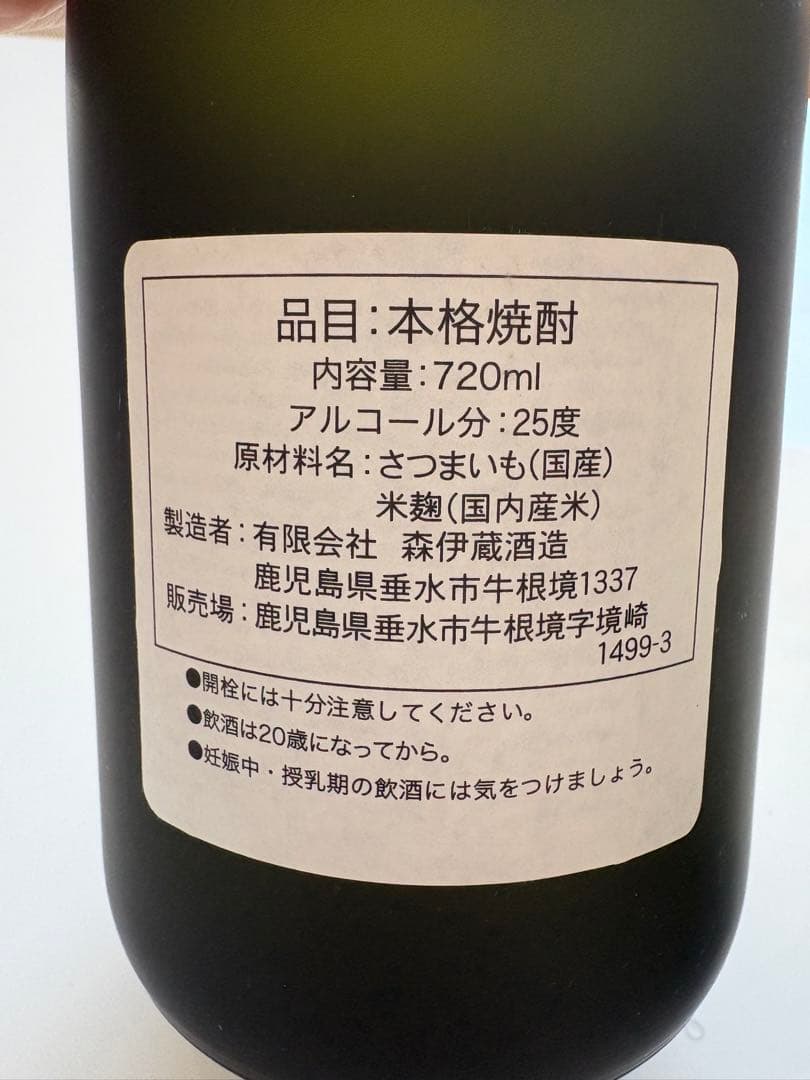 品目：本格焼酎
内容量：720ml
アルコール分：25度
原材料名：さつまいも(国産)
米麹(国内産米)
製造者：有限会社 森伊蔵酒造
鹿児島県垂水市牛根境1337
販売場：鹿児島県垂水市牛根境字境崎
1499-3
●開栓には十分注意してください。
●飲酒は20歳になってから。
●妊娠中・授乳期の飲酒には気をつけましょう。